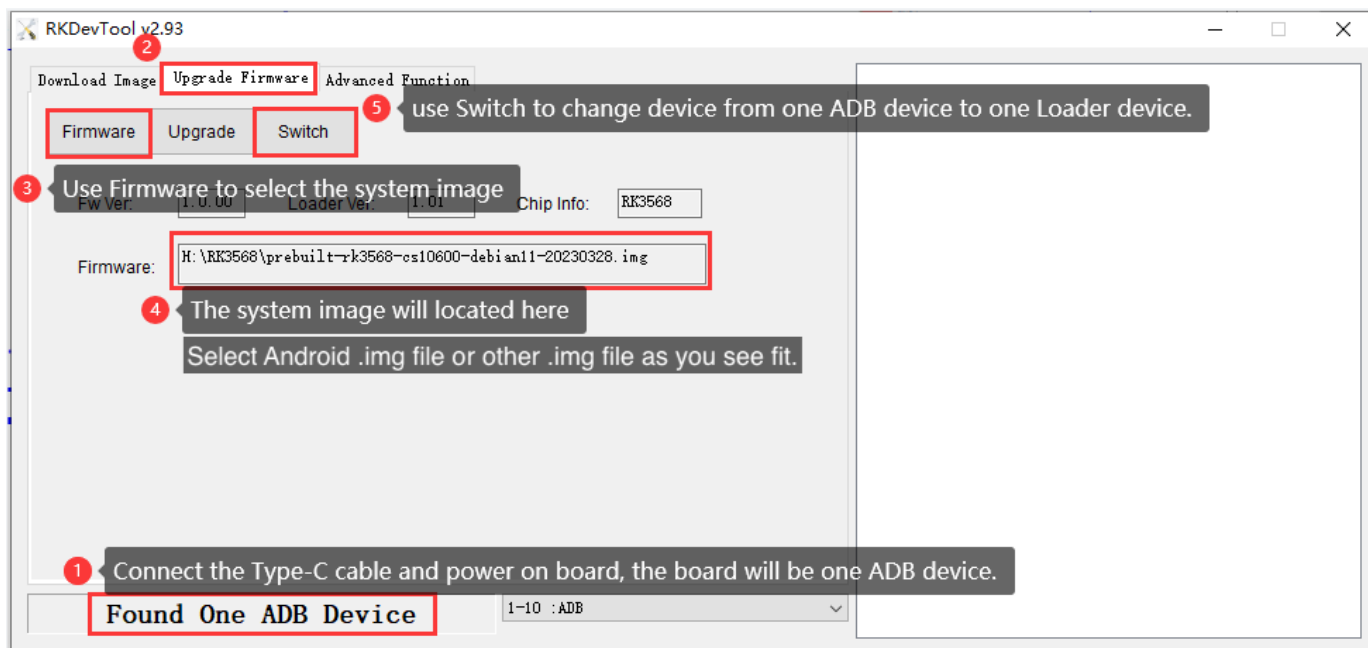 RKDevTool v2.93
2
Download Image
Upgrade Firmware
Advanced Function
5
use Switch to change device from one ADB device to one Loader device.
Firmware
Upgrade
Switch
3
Use Firmware to select the system image
Fw Ver:
1.0.00
Loader Ver:
1.01
Chip Info:
RK3568
Firmware:
H:\RK3568\prebuilt-rk3568-cs10600-debian11-20230328.img
4
The system image will located here
Select Android .img file or other .img file as you see fit.
1
Connect the Type-C cable and power on board, the board will be one ADB device.
Found One ADB Device
1-10 :ADB